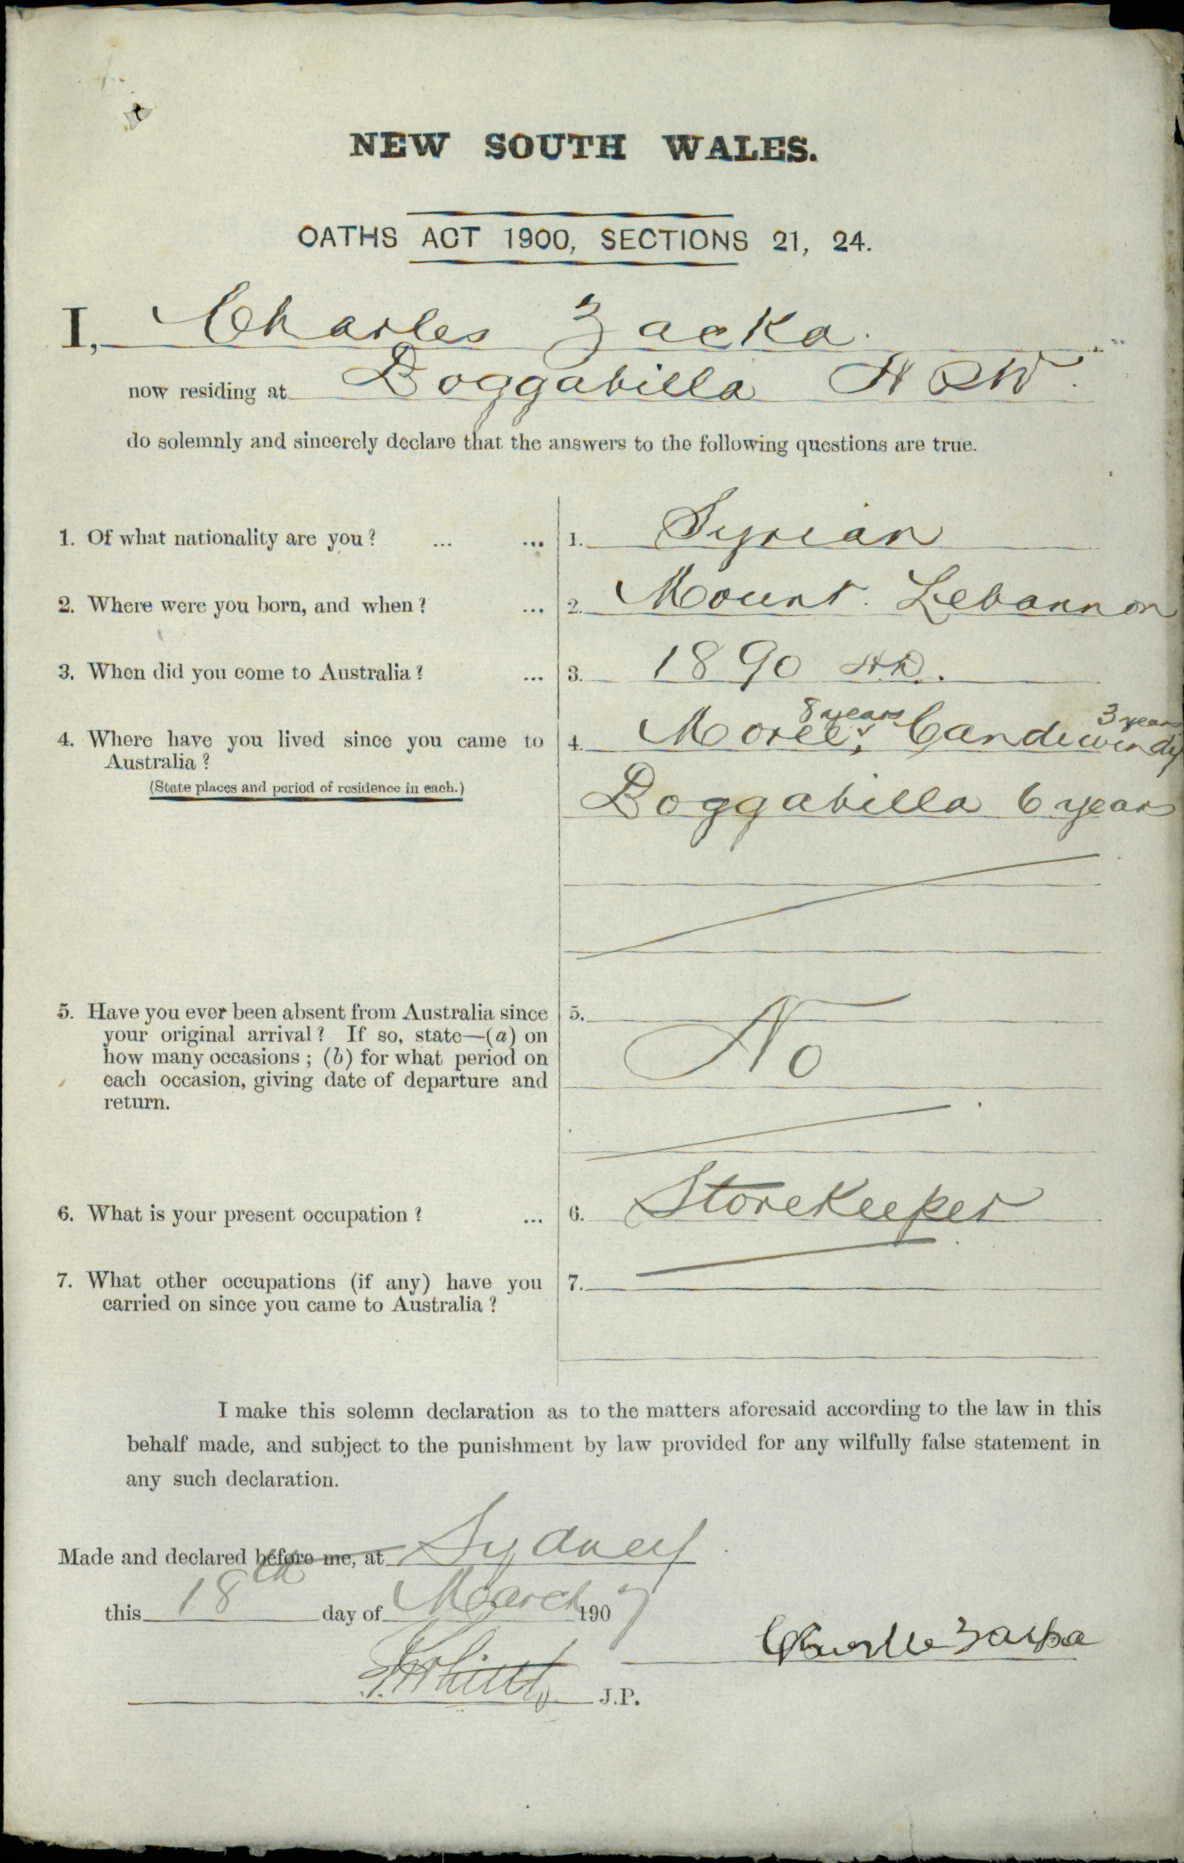 NEW SOUTH WALES.
OATHS ACT 1900, SECTIONS 21, 24.
I, Charles Zacka.
now residing at Boggabilla NSW.
do solemnly and sincerely declare that the answers to the following questions are true.
1. Of what nationality are you? ... ... 1. Syrian
2. Where were you born, and when? ... 2. Mount. Lebannon
3. When did you come to Australia? ... 3. 1890 A.D.
8 years 3 years
4. Where have you lived since you came to 4. Moree, Gundiwindy
Australia?
(State places and period of residence in each.) Boggabilla 6 years
5. Have you ever been absent from Australia since 5.
your original arrival? If so, state—(a) on No
how many occasions; (b) for what period on
each occasion, giving date of departure and
return.
6. What is your present occupation? ... 6. Storekeeper
7. What other occupations (if any) have you 7.
carried on since you came to Australia?
I make this solemn declaration as to the matters aforesaid according to the law in this
behalf made, and subject to the punishment by law provided for any wilfully false statement in
any such declaration.
Made and declared before me, at Sydney
this 18th day of March 1907
Charlle Zacka
J.P.